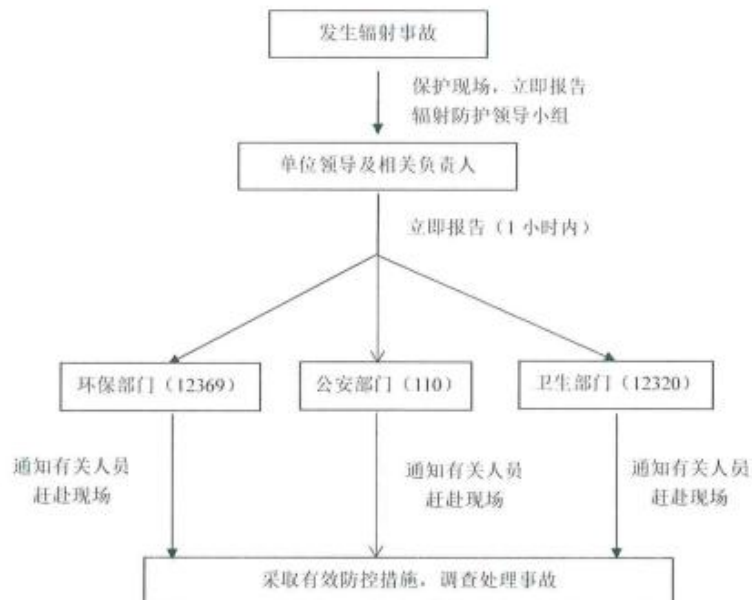 发生辐射事故
保护现场，立即报告
辐射防护领导小组
单位领导及相关负责人
立即报告（1 小时内）
环保部门（12369）
公安部门（110）
卫生部门（12320）
通知有关人员
赶赴现场
通知有关人员
赶赴现场
通知有关人员
赶赴现场
采取有效防控措施，调查处理事故